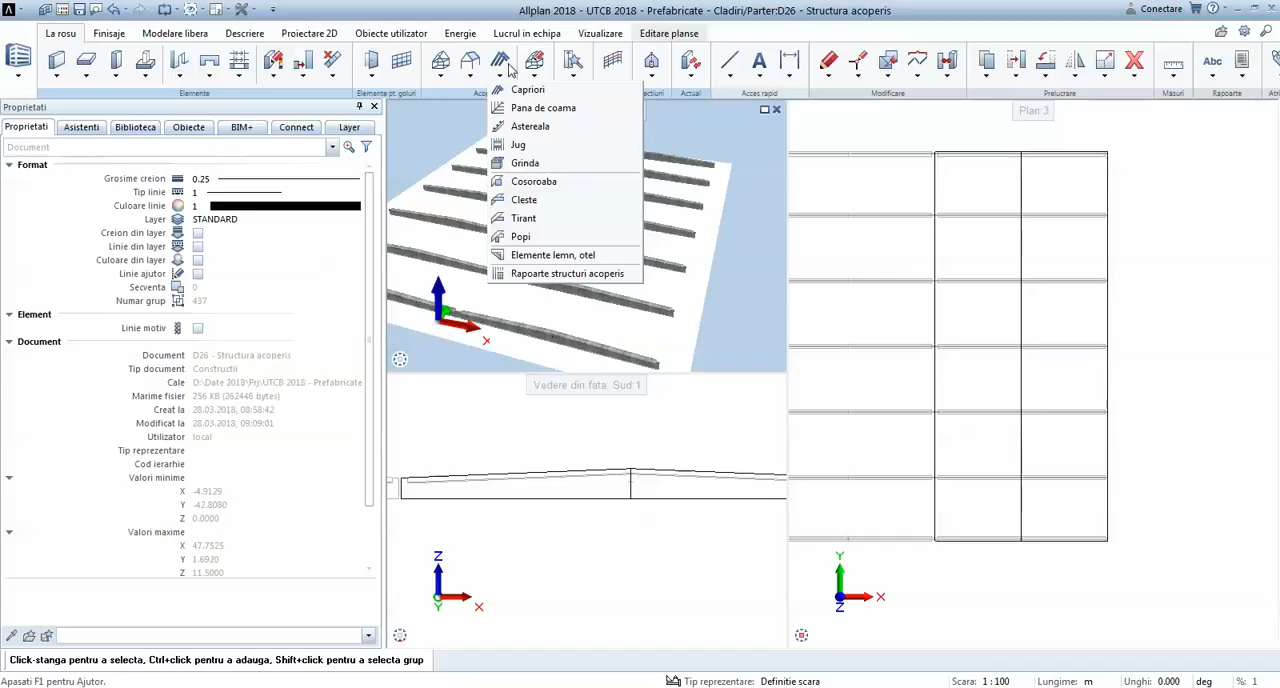 Allplan 2018 - UTCB 2018 - Prefabricate - Cladiri/Parter:D26 - Structura acoperis
Conectare
La rosu
Finisaje
Modelare libera
Descriere
Proiectare 2D
Obiecte utilizator
Energie
Lucrul in echipa
Vizualizare
Editare planse
Elemente
Elemente pt. goluri
Actual
Acces rapid
Modificare
Prelucrare
Masuri
Rapoarte
Abc
Capriori
Pana de coama
Astereala
Jug
Grinda
Cosoroaba
Cleste
Tirant
Popi
Elemente lemn, otel
Rapoarte structuri acoperis
Proprietati
Proprietati
Asistenti
Biblioteca
Obiecte
BIM+
Connect
Layer
Document
Format
Grosime creion 0.25
Tip linie 1
Culoare linie 1
Layer STANDARD
Creion din layer
Linie din layer
Culoare din layer
Linie ajutor
Secventa 0
Numar grup 437
Element
Linie motiv
Document
Document D26 - Structura acoperis
Tip document Constructii
Cale D:\Date 2018\Prj\UTCB 2018 - Prefabricate
Marime fisier 256 KB (262446 bytes)
Creat la 28.03.2018, 08:58:42
Modificat la 28.03.2018, 09:09:01
Utilizator local
Tip reprezentare
Cod ierarhie
Valori minime
X -4.9129
Y -42.8080
Z 0.0000
Valori maxime
X 47.7525
Y 1.6920
Z 11.5000
X
Vedere din fata, Sud:1
Z
X
Y
Plan:3
Y
X
Z
Click-stanga pentru a selecta, Ctrl+click pentru a adauga, Shift+click pentru a selecta grup
Apasati F1 pentru Ajutor.
Tip reprezentare: Definitie scara
Scara: 1 : 100
Lungime: m
Unghi: 0.000
deg
%: 1